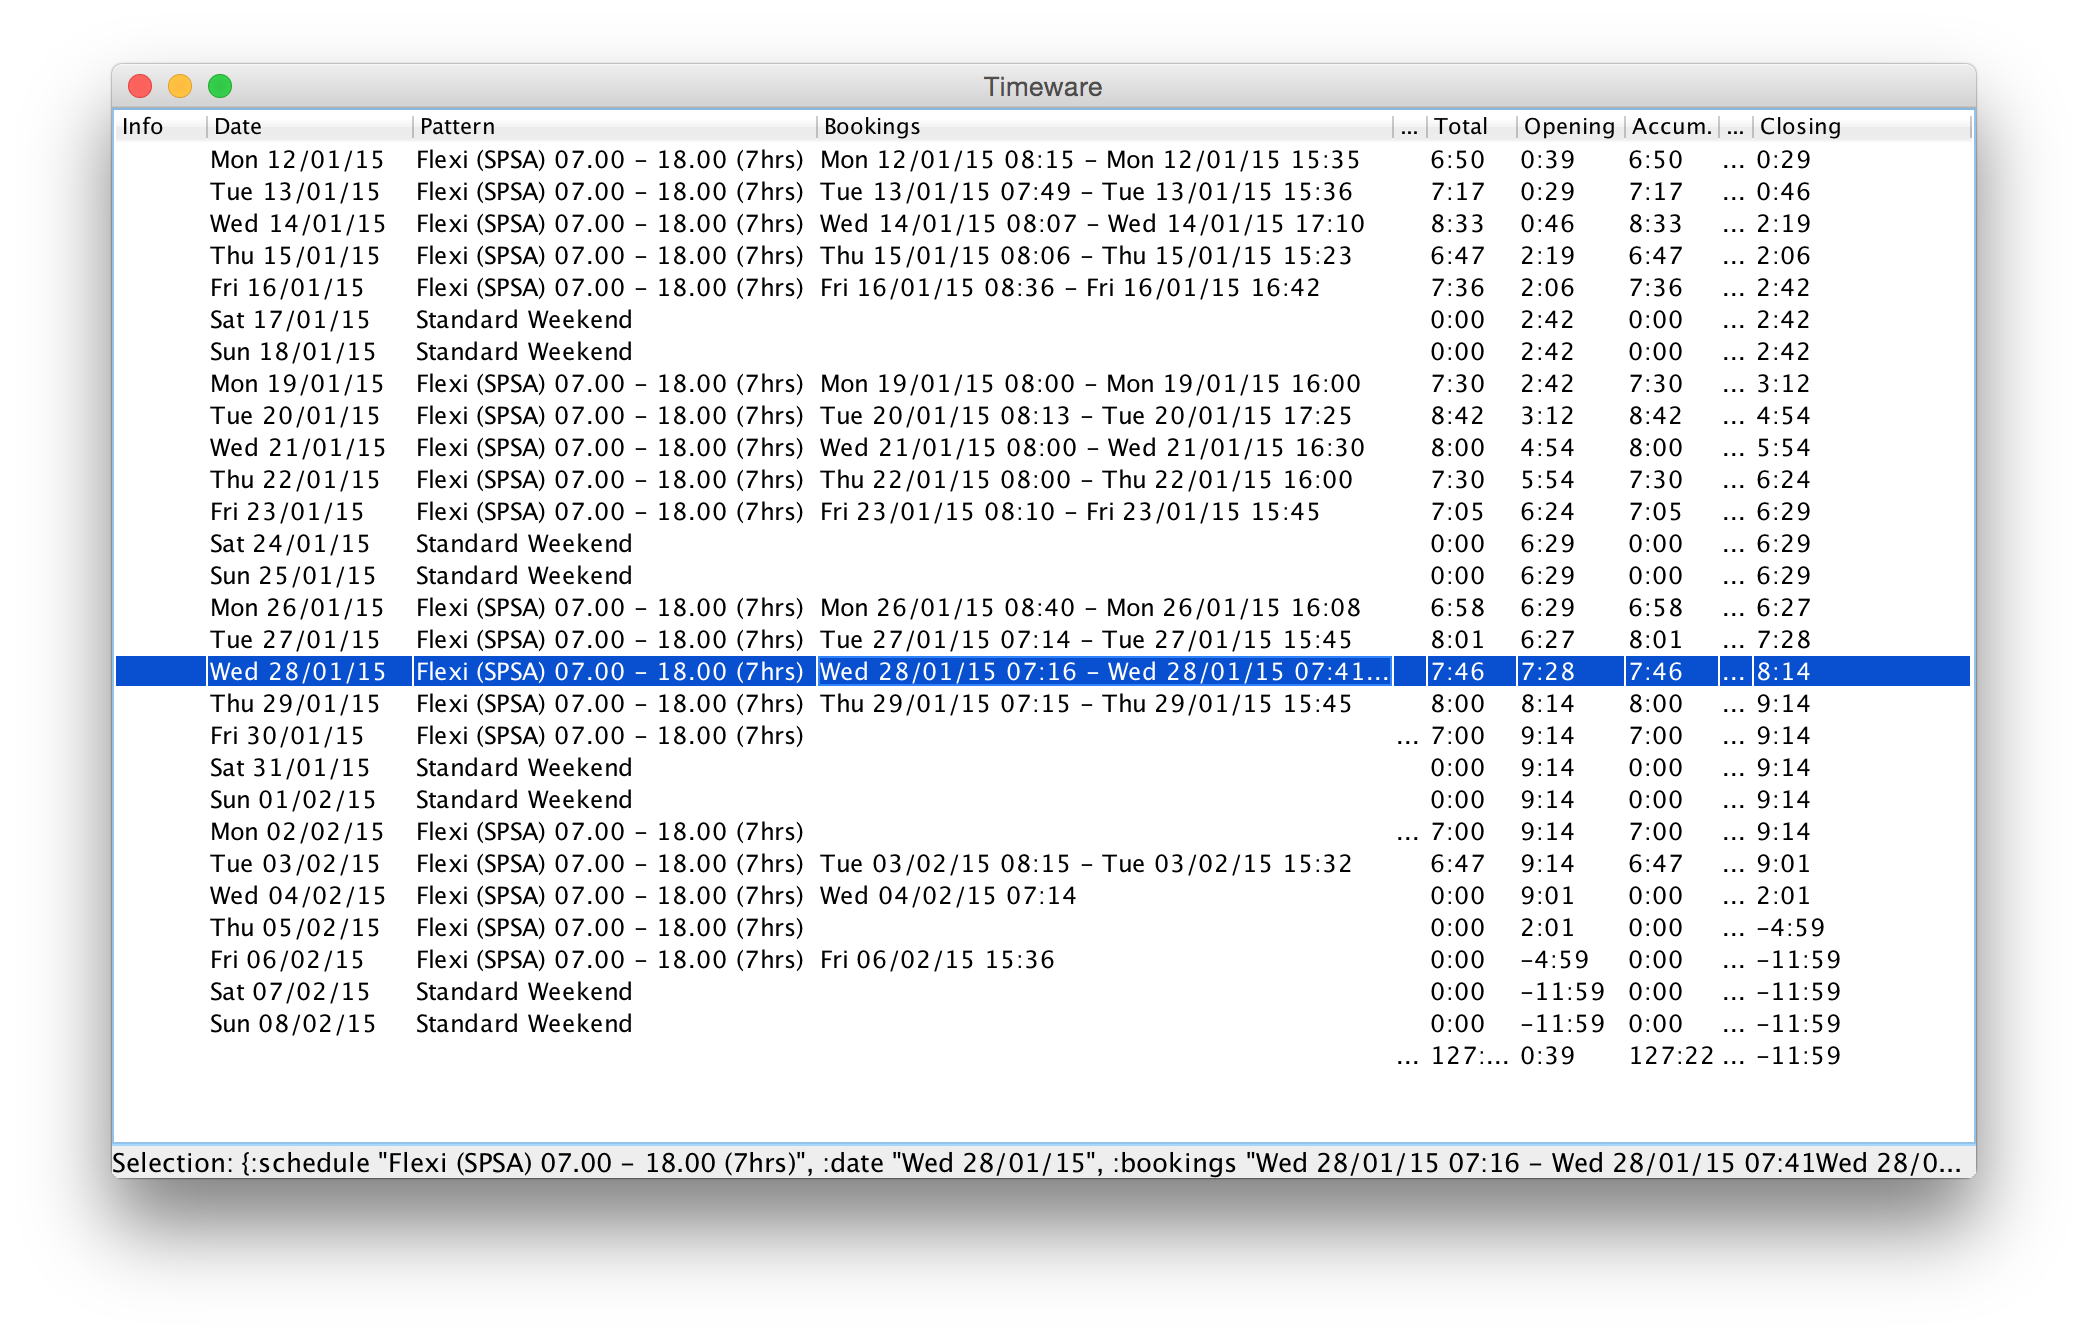 Timeware
Info Date Pattern Bookings ... Total Opening Accum. ... Closing
Mon 12/01/15 Flexi (SPSA) 07.00 – 18.00 (7hrs) Mon 12/01/15 08:15 – Mon 12/01/15 15:35 6:50 0:39 6:50 ... 0:29
Tue 13/01/15 Flexi (SPSA) 07.00 – 18.00 (7hrs) Tue 13/01/15 07:49 – Tue 13/01/15 15:36 7:17 0:29 7:17 ... 0:46
Wed 14/01/15 Flexi (SPSA) 07.00 – 18.00 (7hrs) Wed 14/01/15 08:07 – Wed 14/01/15 17:10 8:33 0:46 8:33 ... 2:19
Thu 15/01/15 Flexi (SPSA) 07.00 – 18.00 (7hrs) Thu 15/01/15 08:06 – Thu 15/01/15 15:23 6:47 2:19 6:47 ... 2:06
Fri 16/01/15 Flexi (SPSA) 07.00 – 18.00 (7hrs) Fri 16/01/15 08:36 – Fri 16/01/15 16:42 7:36 2:06 7:36 ... 2:42
Sat 17/01/15 Standard Weekend 0:00 2:42 0:00 ... 2:42
Sun 18/01/15 Standard Weekend 0:00 2:42 0:00 ... 2:42
Mon 19/01/15 Flexi (SPSA) 07.00 – 18.00 (7hrs) Mon 19/01/15 08:00 – Mon 19/01/15 16:00 7:30 2:42 7:30 ... 3:12
Tue 20/01/15 Flexi (SPSA) 07.00 – 18.00 (7hrs) Tue 20/01/15 08:13 – Tue 20/01/15 17:25 8:42 3:12 8:42 ... 4:54
Wed 21/01/15 Flexi (SPSA) 07.00 – 18.00 (7hrs) Wed 21/01/15 08:00 – Wed 21/01/15 16:30 8:00 4:54 8:00 ... 5:54
Thu 22/01/15 Flexi (SPSA) 07.00 – 18.00 (7hrs) Thu 22/01/15 08:00 – Thu 22/01/15 16:00 7:30 5:54 7:30 ... 6:24
Fri 23/01/15 Flexi (SPSA) 07.00 – 18.00 (7hrs) Fri 23/01/15 08:10 – Fri 23/01/15 15:45 7:05 6:24 7:05 ... 6:29
Sat 24/01/15 Standard Weekend 0:00 6:29 0:00 ... 6:29
Sun 25/01/15 Standard Weekend 0:00 6:29 0:00 ... 6:29
Mon 26/01/15 Flexi (SPSA) 07.00 – 18.00 (7hrs) Mon 26/01/15 08:40 – Mon 26/01/15 16:08 6:58 6:29 6:58 ... 6:27
Tue 27/01/15 Flexi (SPSA) 07.00 – 18.00 (7hrs) Tue 27/01/15 07:14 – Tue 27/01/15 15:45 8:01 6:27 8:01 ... 7:28
Wed 28/01/15 Flexi (SPSA) 07.00 – 18.00 (7hrs) Wed 28/01/15 07:16 – Wed 28/01/15 07:41... 7:46 7:28 7:46 ... 8:14
Thu 29/01/15 Flexi (SPSA) 07.00 – 18.00 (7hrs) Thu 29/01/15 07:15 – Thu 29/01/15 15:45 8:00 8:14 8:00 ... 9:14
Fri 30/01/15 Flexi (SPSA) 07.00 – 18.00 (7hrs) ... 7:00 9:14 7:00 ... 9:14
Sat 31/01/15 Standard Weekend 0:00 9:14 0:00 ... 9:14
Sun 01/02/15 Standard Weekend 0:00 9:14 0:00 ... 9:14
Mon 02/02/15 Flexi (SPSA) 07.00 – 18.00 (7hrs) ... 7:00 9:14 7:00 ... 9:14
Tue 03/02/15 Flexi (SPSA) 07.00 – 18.00 (7hrs) Tue 03/02/15 08:15 – Tue 03/02/15 15:32 6:47 9:14 6:47 ... 9:01
Wed 04/02/15 Flexi (SPSA) 07.00 – 18.00 (7hrs) Wed 04/02/15 07:14 0:00 9:01 0:00 ... 2:01
Thu 05/02/15 Flexi (SPSA) 07.00 – 18.00 (7hrs) 0:00 2:01 0:00 ... –4:59
Fri 06/02/15 Flexi (SPSA) 07.00 – 18.00 (7hrs) Fri 06/02/15 15:36 0:00 –4:59 0:00 ... –11:59
Sat 07/02/15 Standard Weekend 0:00 –11:59 0:00 ... –11:59
Sun 08/02/15 Standard Weekend 0:00 –11:59 0:00 ... –11:59
... 127:... 0:39 127:22 ... –11:59
Selection: {:schedule "Flexi (SPSA) 07.00 – 18.00 (7hrs)", :date "Wed 28/01/15", :bookings "Wed 28/01/15 07:16 – Wed 28/01/15 07:41Wed 28/0...